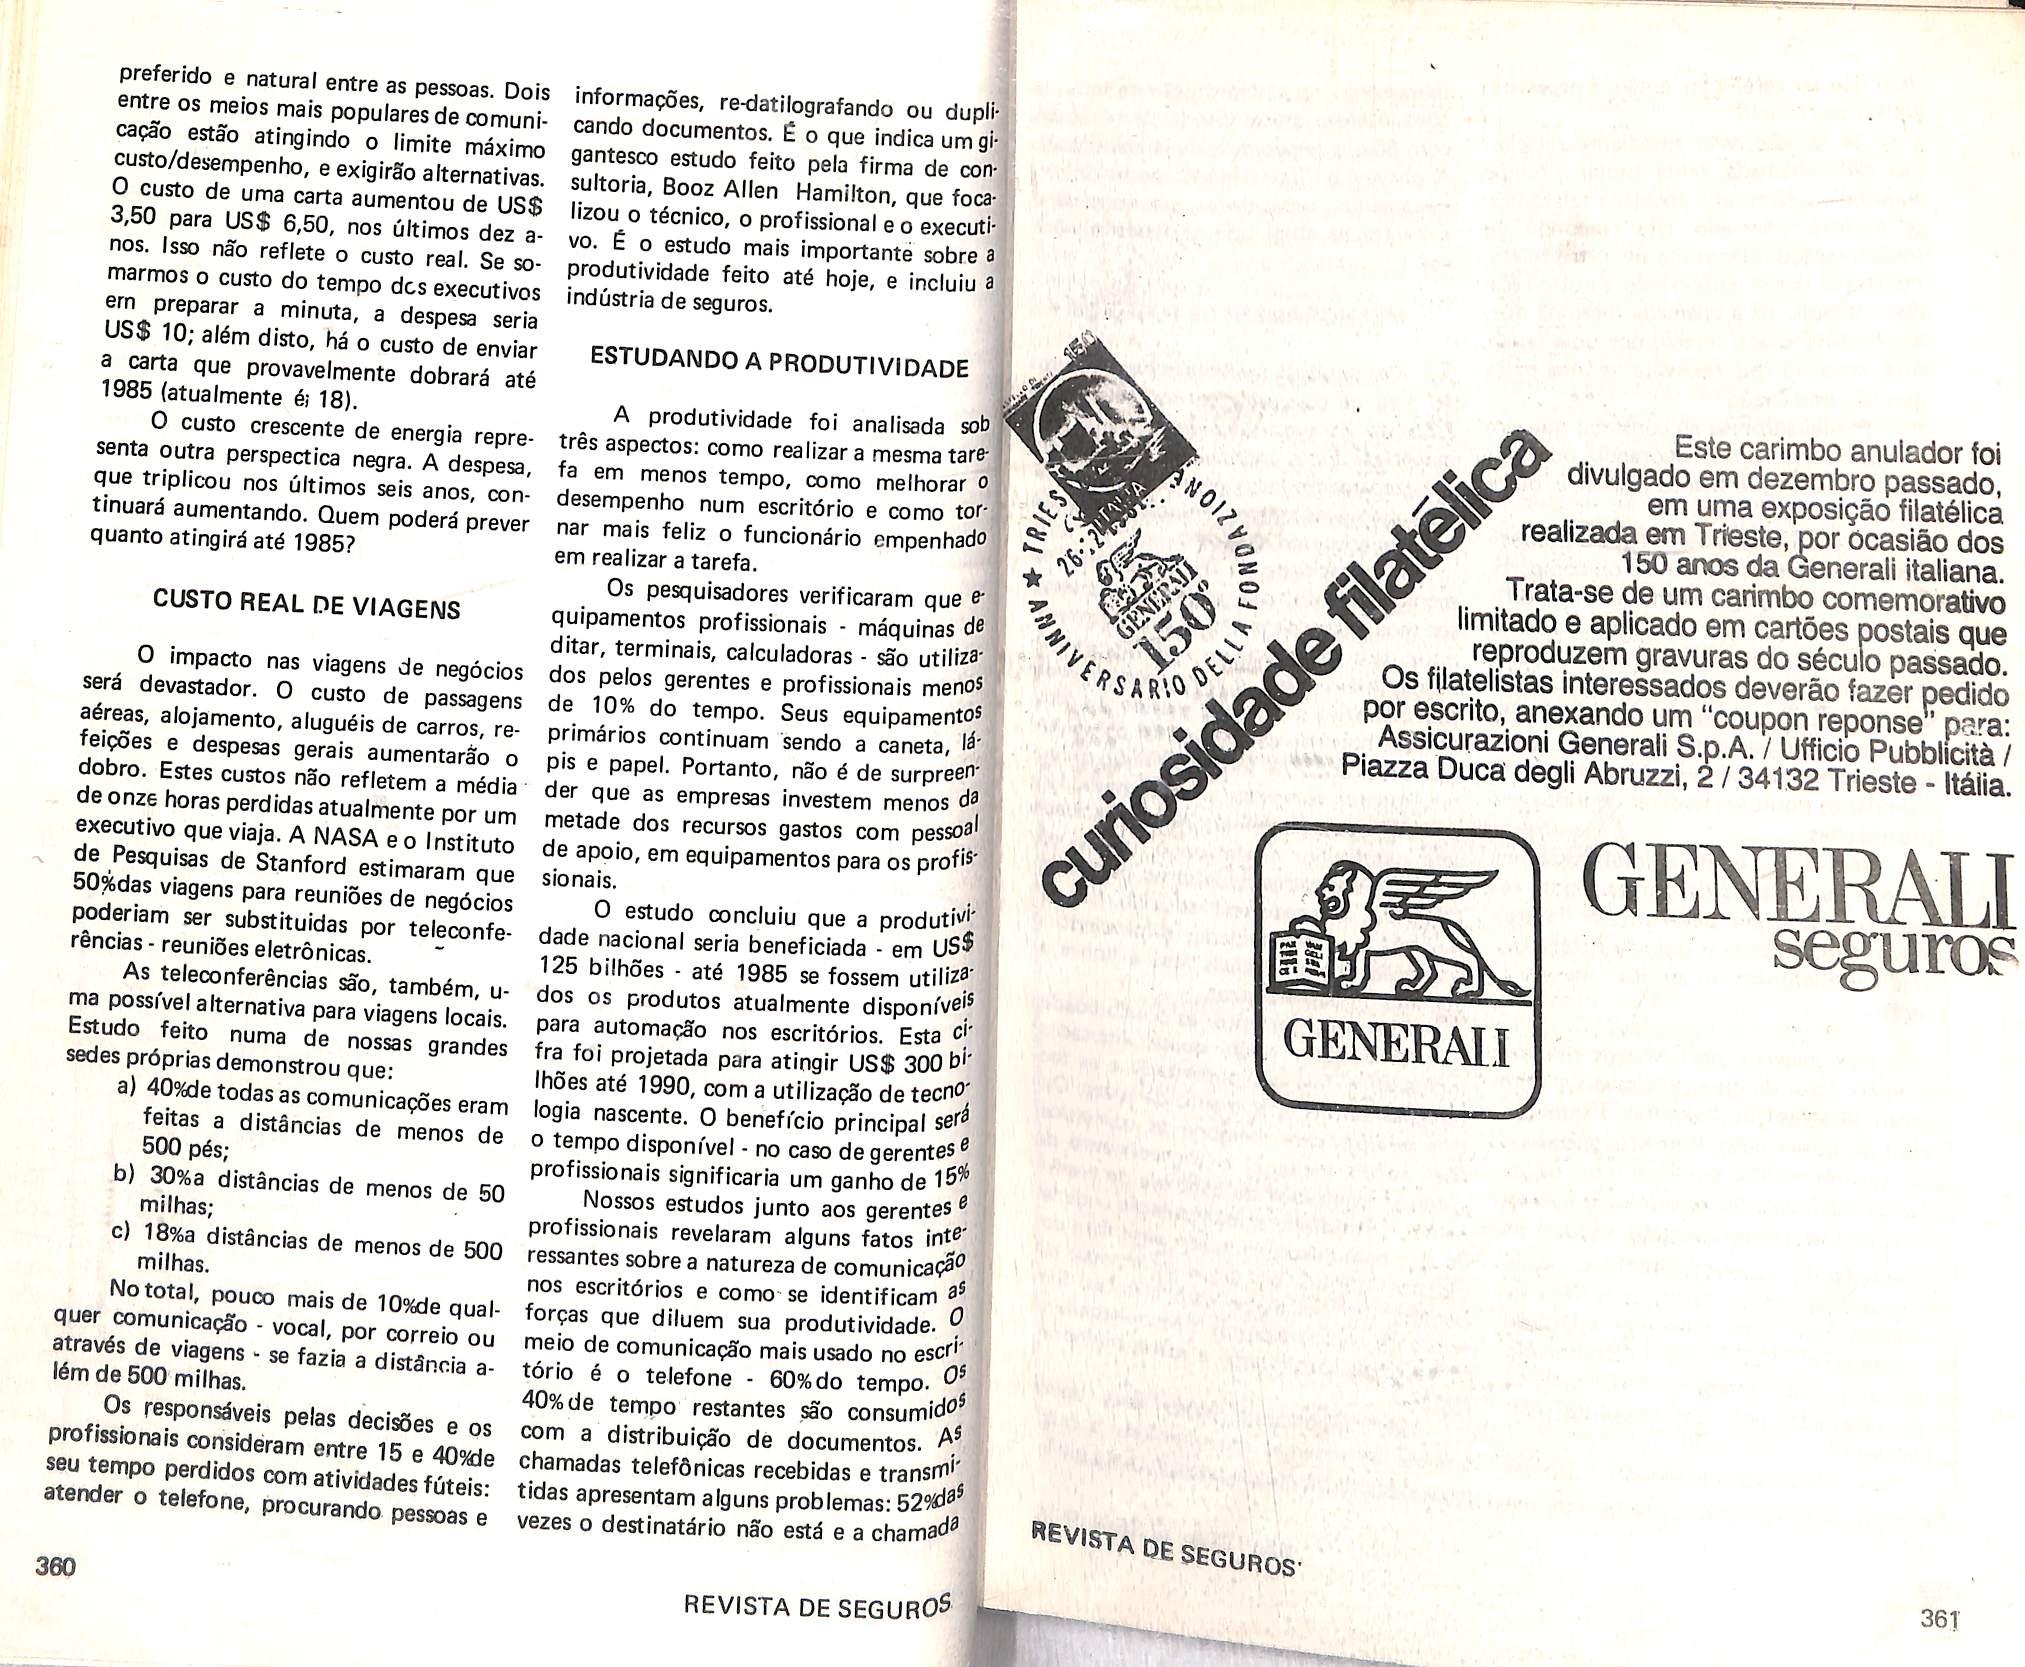 preferido e natural entre as pessoas. Dois
entre os meios mais populares de comuni-
cação estão atingindo o limite máximo
custo/desempenho, e exigirão alternativas.
O custo de uma carta aumentou de US$
3,50 para US$ 6,50, nos últimos dez a-
nos. Isso não reflete o custo real. Se so-
marmos o custo do tempo dos executivos
em preparar a minuta, a despesa seria
US$ 10; além disto, há o custo de enviar
a carta que provavelmente dobrará até
1985 (atualmente é; 18).
O custo crescente de energia repre-
senta outra perspectica negra. A despesa,
que triplicou nos últimos seis anos, con-
tinuará aumentando. Quem poderá prever
quanto atingirá até 1985?
CUSTO REAL DE VIAGENS
O impacto nas viagens de negócios
será devastador. O custo de passagens
aéreas, alojamento, aluguéis de carros, re-
feições e despesas gerais aumentarão o
dobro. Estes custos não refletem a média
de onze horas perdidas atualmente por um
executivo que viaja. A NASA e o Instituto
de Pesquisas de Stanford estimaram que
50% das viagens para reuniões de negócios
poderiam ser substituidas por teleconfe-
rências - reuniões eletrônicas.
As teleconferências são, também, u-
ma possível alternativa para viagens locais.
Estudo feito numa de nossas grandes
sedes próprias demonstrou que:
a) 40%de todas as comunicações eram
feitas a distâncias de menos de
500 pés;
b) 30%a distâncias de menos de 50
milhas;
c) 18%a distâncias de menos de 500
milhas.
No total, pouco mais de 10%de qual-
quer comunicação - vocal, por correio ou
através de viagens - se fazia a distância a-
lém de 500 milhas.
Os responsáveis pelas decisões e os
profissionais consideram entre 15 e 40%de
seu tempo perdidos com atividades fúteis:
atender o telefone, procurando pessoas e
360
informações, re-datilografando ou dupli-
cando documentos. É o que indica um gi-
gantesco estudo feito pela firma de con-
sultoria, Booz Allen Hamilton, que foca-
lizou o técnico, o profissional e o executi-
vo. É o estudo mais importante sobre a
produtividade feito até hoje, e incluiu a
indústria de seguros.
ESTUDANDO A PRODUTIVIDADE
A produtividade foi analisada sob
três aspectos: como realizar a mesma tare-
fa em menos tempo, como melhorar o
desempenho num escritório e como tor-
nar mais feliz o funcionário empenhado
em realizar a tarefa.
Os pesquisadores verificaram que e-
quipamentos profissionais - máquinas de
ditar, terminais, calculadoras - são utiliza-
dos pelos gerentes e profissionais menos
de 10% do tempo. Seus equipamentos
primários continuam sendo a caneta, lá-
pis e papel. Portanto, não é de surpreen-
der que as empresas investem menos da
metade dos recursos gastos com pessoal
de apoio, em equipamentos para os profis-
sionais.
O estudo concluiu que a produtivi-
dade nacional seria beneficiada - em US$
125 bilhões - até 1985 se fossem utiliza-
dos os produtos atualmente disponíveis
para automação nos escritórios. Esta ci-
fra foi projetada para atingir US$ 300 bi-
lhões até 1990, com a utilização de tecno-
logia nascente. O benefício principal será
o tempo disponível - no caso de gerentes e
profissionais significaria um ganho de 15%
Nossos estudos junto aos gerentes e
profissionais revelaram alguns fatos inte-
ressantes sobre a natureza de comunicação
nos escritórios e como se identificam as
forças que diluem sua produtividade. O
meio de comunicação mais usado no escri-
tório é o telefone - 60%do tempo. Os
40%de tempo restantes são consumidos
com a distribuição de documentos. As
chamadas telefônicas recebidas e transmi-
tidas apresentam alguns problemas: 52%das
vezes o destinatário não está e a chamada
REVISTA DE SEGUROS
★ ANNIVERSARIO DELLA FONDAZIONE
GENERALI
150°
curiosidade filatélica
Este carimbo anulador foi
divulgado em dezembro passado,
em uma exposição filatélica
realizada em Trieste, por ocasião dos
150 anos da Generali italiana.
Trata-se de um carimbo comemorativo
limitado e aplicado em cartões postais que
reproduzem gravuras do século passado.
Os filatelistas interessados deverão fazer pedido
por escrito, anexando um "coupon reponse" para:
Assicurazioni Generali S.p.A. / Ufficio Pubblicità /
Piazza Duca degli Abruzzi, 2 / 34132 Trieste - Itália.
GENERALI
seguros
GENERALI
REVISTA DE SEGUROS
361